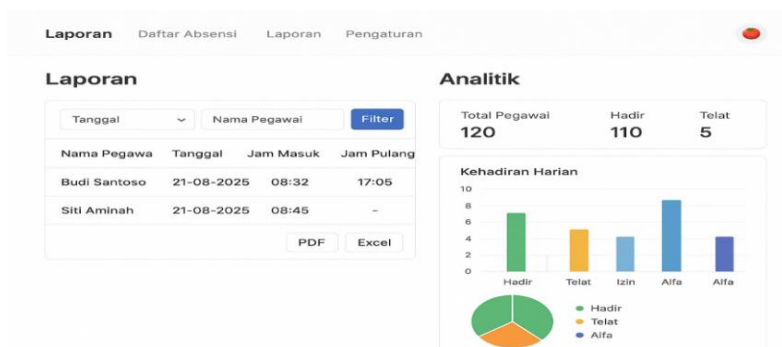 Laporan Daftar Absensi Laporan Pengaturan
Laporan
Tanggal Nama Pegawai Filter
Nama Pegawa Tanggal Jam Masuk Jam Pulang
Budi Santoso 21-08-2025 08:32 17:05
Siti Aminah 21-08-2025 08:45 -
PDF Excel
Analitik
Total Pegawai Hadir Telat
120 110 5
Kehadiran Harian
10
8
6
4
2
0
Hadir Telat Izin Alfa Alfa
Hadir
Telat
Alfa